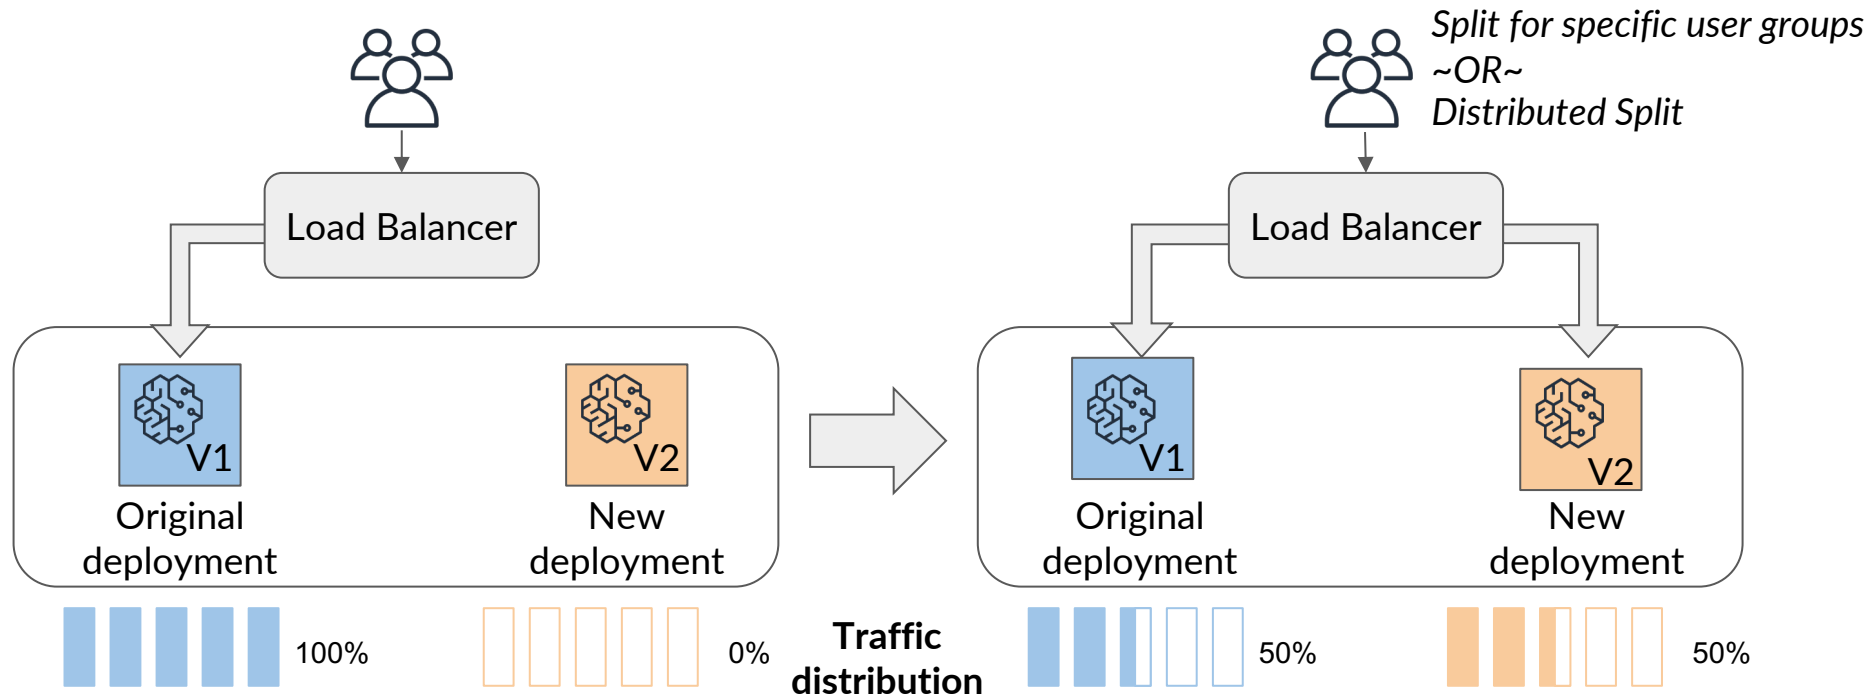 Split for specific user groups
~OR~
Distributed Split
Load Balancer
Load Balancer
V1
V2
V1
V2
Original
deployment
New
deployment
Original
deployment
New
deployment
100%
0%
Traffic
distribution
50%
50%